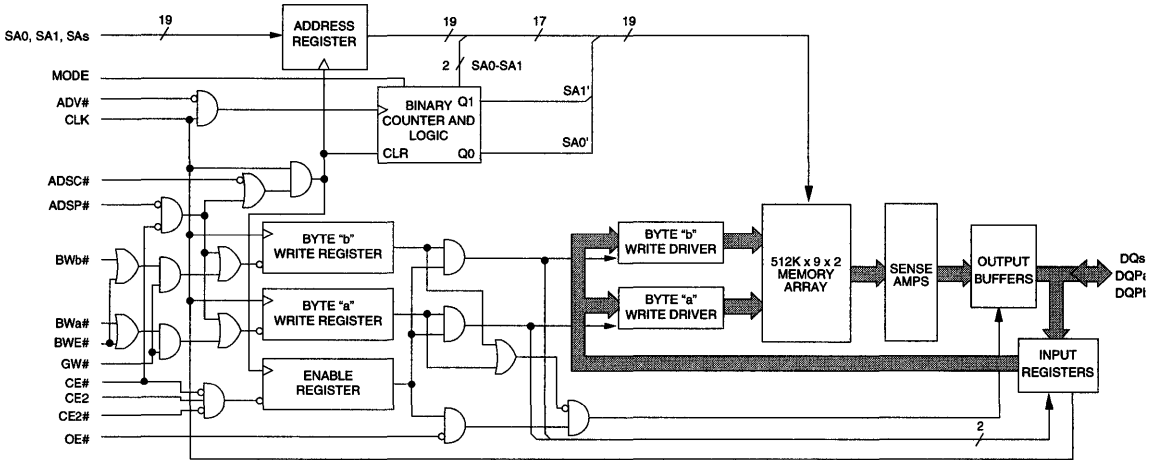 SA0, SA1, SAs
19
ADDRESS
REGISTER
19
17
19
2
SA0-SA1
MODE
ADV#
CLK
BINARY
COUNTER AND
LOGIC
Q1
Q0
CLR
SA1'
SA0'
ADSC#
ADSP#
BWb#
BWa#
BWE#
GW#
CE#
CE2
CE2#
OE#
BYTE "b"
WRITE REGISTER
BYTE "a"
WRITE REGISTER
ENABLE
REGISTER
BYTE "b"
WRITE DRIVER
BYTE "a"
WRITE DRIVER
512K x 9 x 2
MEMORY
ARRAY
SENSE
AMPS
OUTPUT
BUFFERS
DQs
INPUT
REGISTERS
2